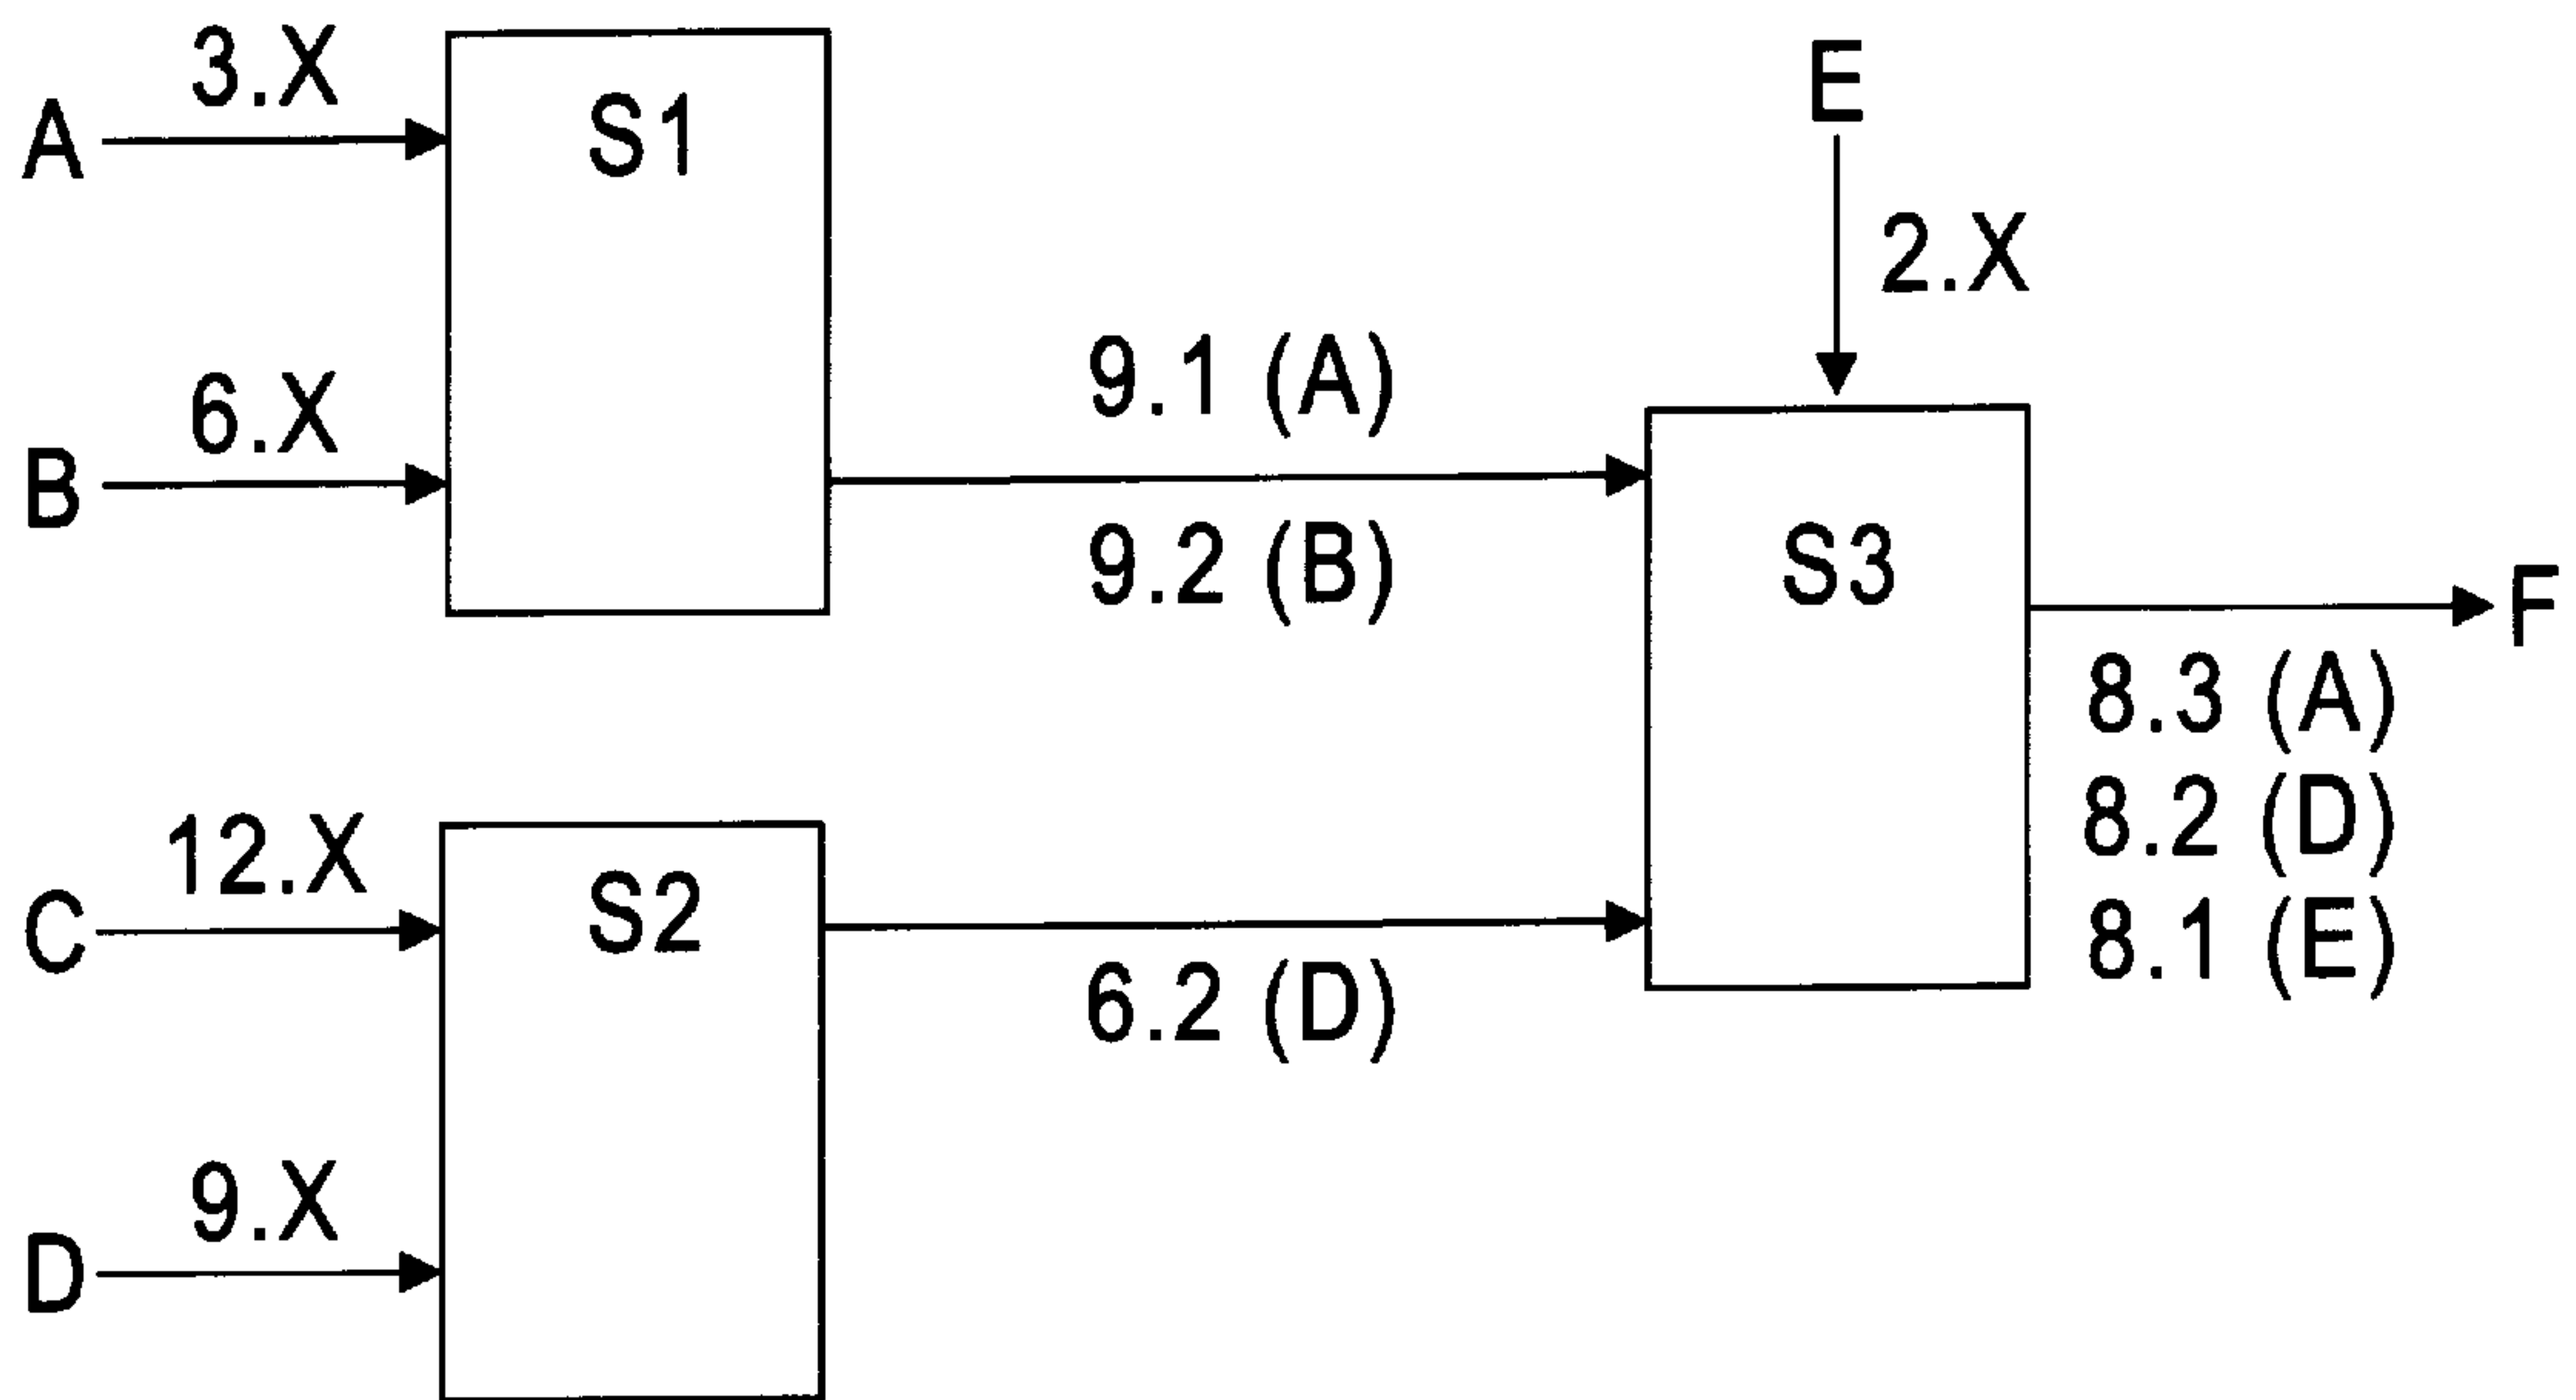 A
3.X
S1
B
6.X
E
2.X
9.1 (A)
9.2 (B)
S3
F
8.3 (A)
8.2 (D)
8.1 (E)
C
12.X
S2
6.2 (D)
D
9.X